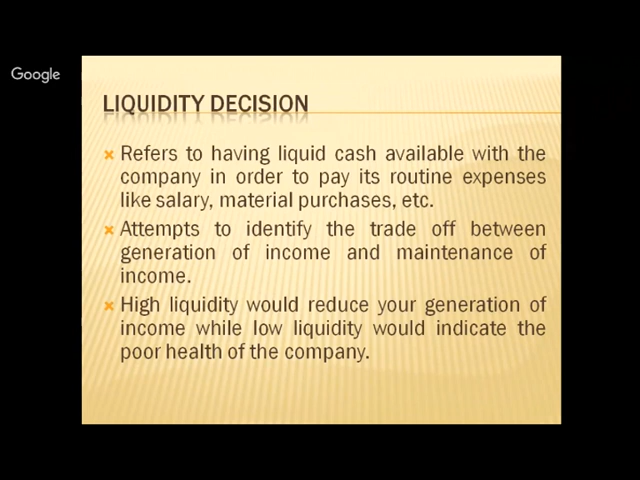 Google
LIQUIDITY DECISION
Refers to having liquid cash available with the
company in order to pay its routine expenses
like salary, material purchases, etc.
Attempts to identify the trade off between
generation of income and maintenance of
income.
High liquidity would reduce your generation of
income while low liquidity would indicate the
poor health of the company.